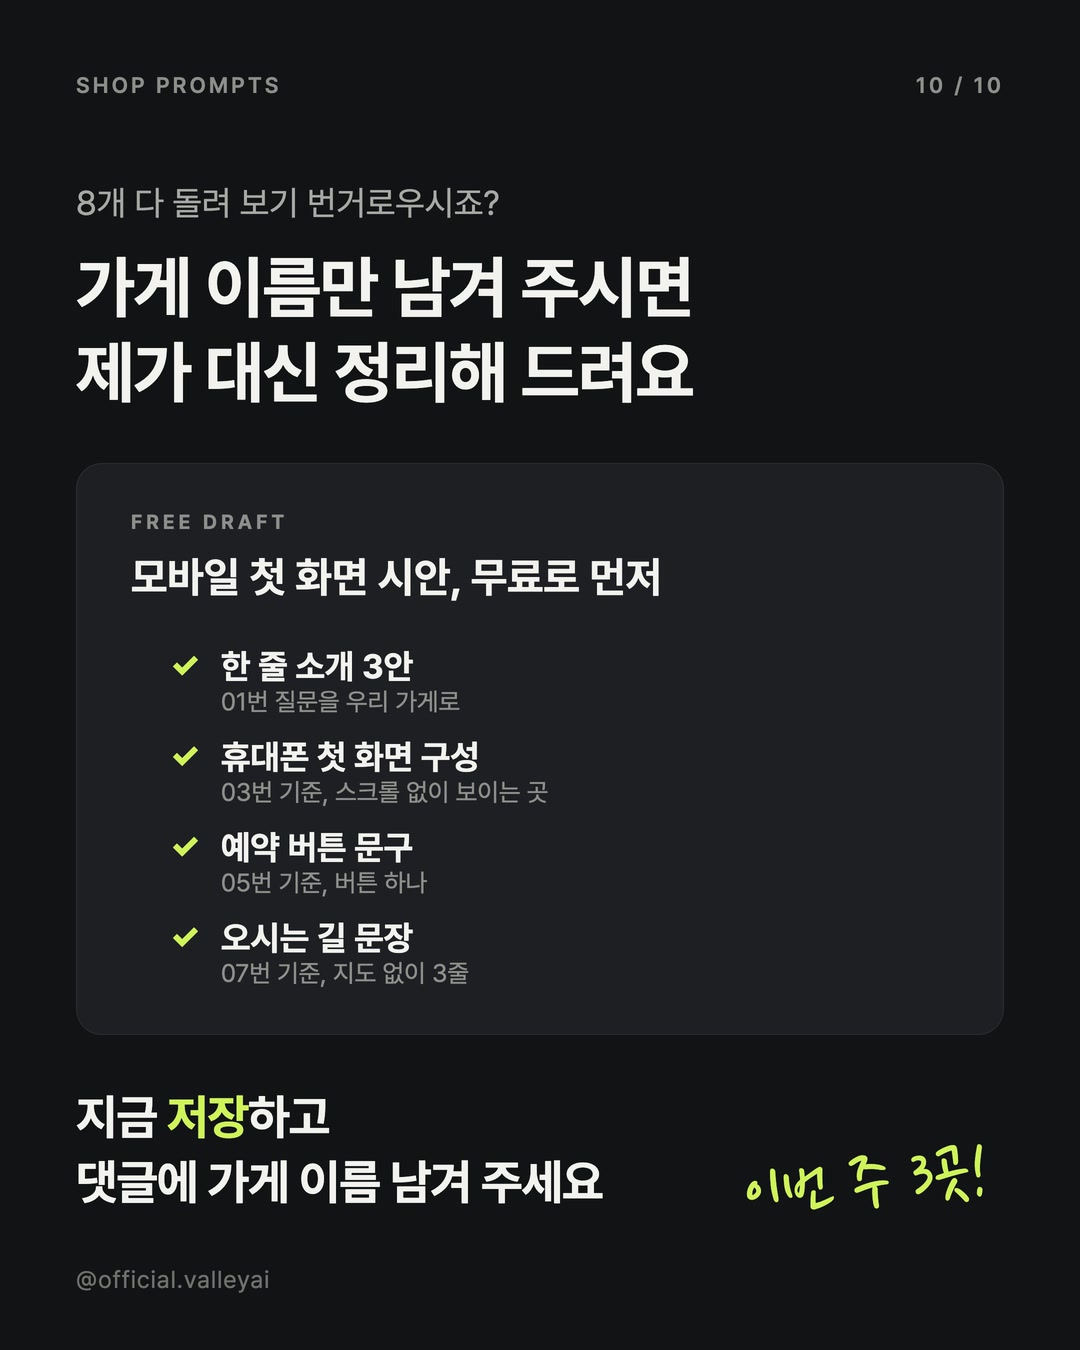 SHOP PROMPTS
10 / 10
8개 다 돌려 보기 번거로우시죠?
가게 이름만 남겨 주시면
제가 대신 정리해 드려요
FREE DRAFT
모바일 첫 화면 시안, 무료로 먼저
한 줄 소개 3안
01번 질문을 우리 가게로
휴대폰 첫 화면 구성
03번 기준, 스크롤 없이 보이는 곳
예약 버튼 문구
05번 기준, 버튼 하나
오시는 길 문장
07번 기준, 지도 없이 3줄
지금 저장하고
댓글에 가게 이름 남겨 주세요
이번 주 3곳!
@official.valleyai